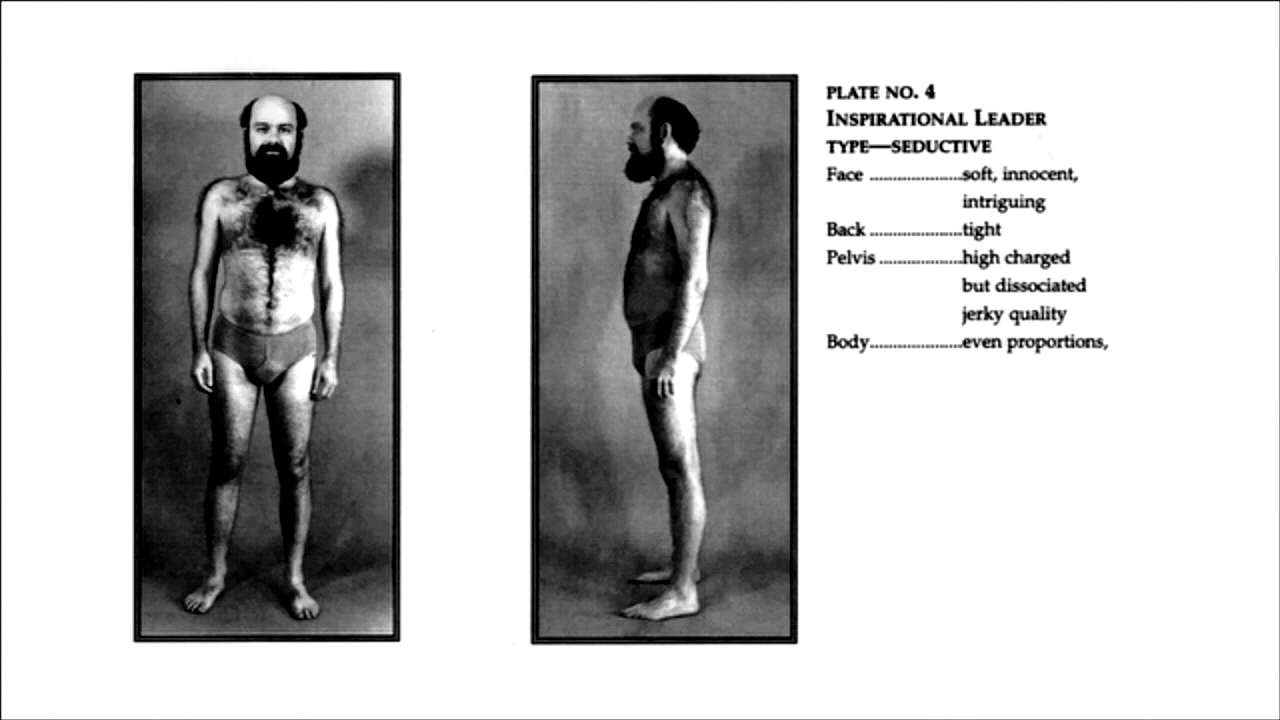 PLATE NO. 4
INSPIRATIONAL LEADER
TYPE—SEDUCTIVE
Face ......................soft, innocent,
intriguing
Back ......................tight
Pelvis ....................high charged
but dissociated
jerky quality
Body......................even proportions,